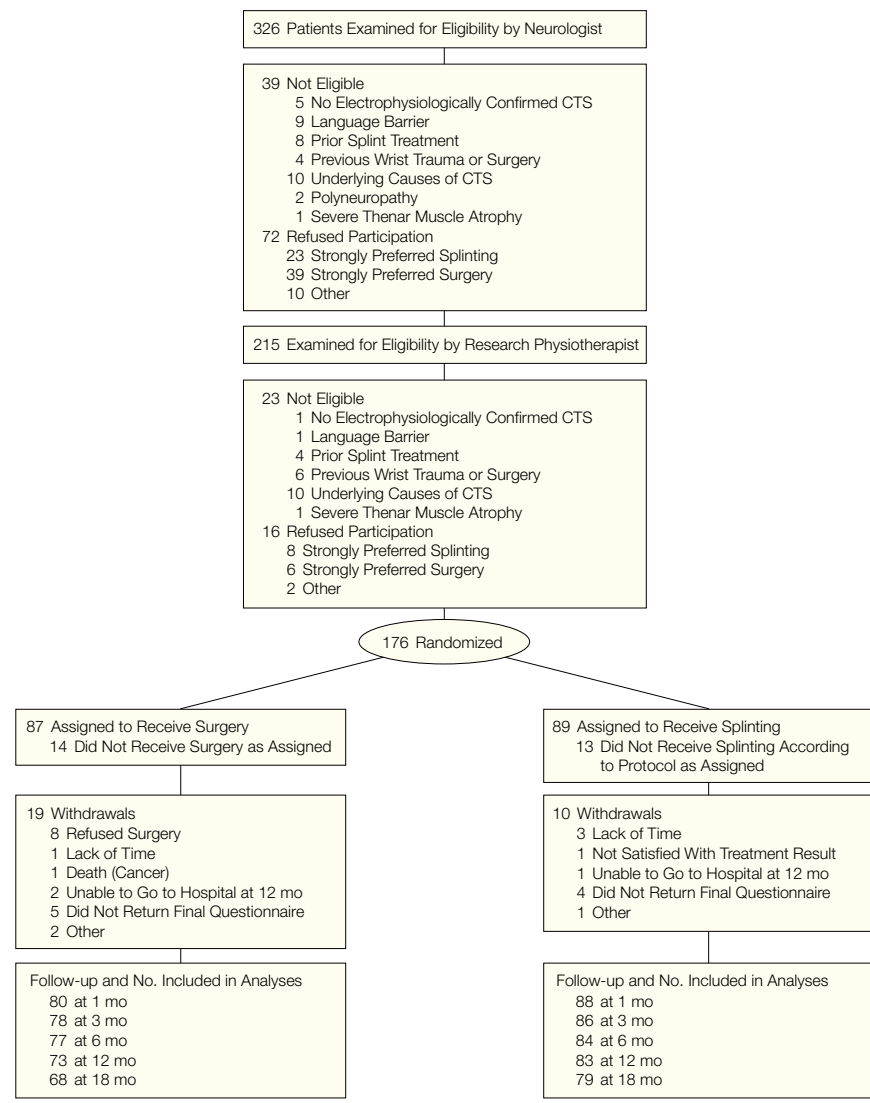 326 Patients Examined for Eligibility by Neurologist
39 Not Eligible
5 No Electrophysiologically Confirmed CTS
9 Language Barrier
8 Prior Splint Treatment
4 Previous Wrist Trauma or Surgery
10 Underlying Causes of CTS
2 Polyneuropathy
1 Severe Thenar Muscle Atrophy
72 Refused Participation
23 Strongly Preferred Splinting
39 Strongly Preferred Surgery
10 Other
215 Examined for Eligibility by Research Physiotherapist
23 Not Eligible
1 No Electrophysiologically Confirmed CTS
1 Language Barrier
4 Prior Splint Treatment
6 Previous Wrist Trauma or Surgery
10 Underlying Causes of CTS
1 Severe Thenar Muscle Atrophy
16 Refused Participation
8 Strongly Preferred Splinting
6 Strongly Preferred Surgery
2 Other
176 Randomized
87 Assigned to Receive Surgery
14 Did Not Receive Surgery as Assigned
19 Withdrawals
8 Refused Surgery
1 Lack of Time
1 Death (Cancer)
2 Unable to Go to Hospital at 12 mo
5 Did Not Return Final Questionnaire
2 Other
Follow-up and No. Included in Analyses
80 at 1 mo
78 at 3 mo
77 at 6 mo
73 at 12 mo
68 at 18 mo
89 Assigned to Receive Splinting
13 Did Not Receive Splinting According
to Protocol as Assigned
10 Withdrawals
3 Lack of Time
1 Not Satisfied With Treatment Result
1 Unable to Go to Hospital at 12 mo
4 Did Not Return Final Questionnaire
1 Other
Follow-up and No. Included in Analyses
88 at 1 mo
86 at 3 mo
84 at 6 mo
83 at 12 mo
79 at 18 mo